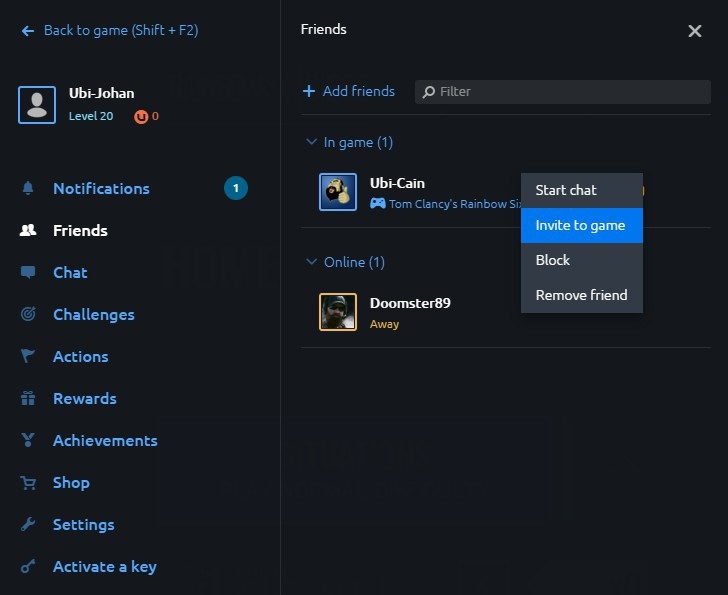 Back to game (Shift + F2)
Ubi-Johan
Level 20
0
Notifications
1
Friends
Chat
Challenges
Actions
Rewards
Achievements
Shop
Settings
Activate a key
Friends
Add friends
Filter
In game (1)
Ubi-Cain
Tom Clancy's Rainbow Six
Start chat
Invite to game
Block
Remove friend
Online (1)
Doomster89
Away